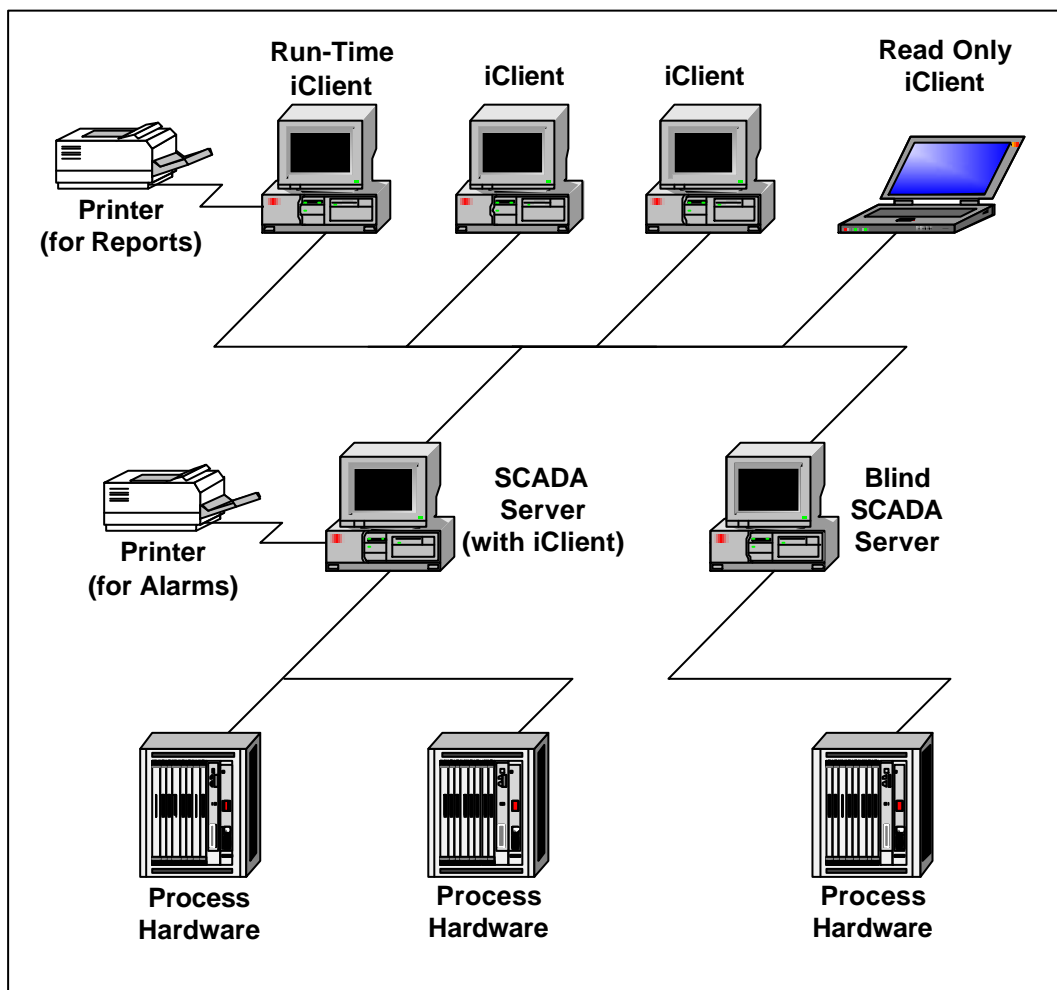 Run-Time
iClient
iClient
iClient
Read Only
iClient
Printer
(for Reports)
SCADA
Server
(with iClient)
Blind
SCADA
Server
Printer
(for Alarms)
Process
Hardware
Process
Hardware
Process
Hardware